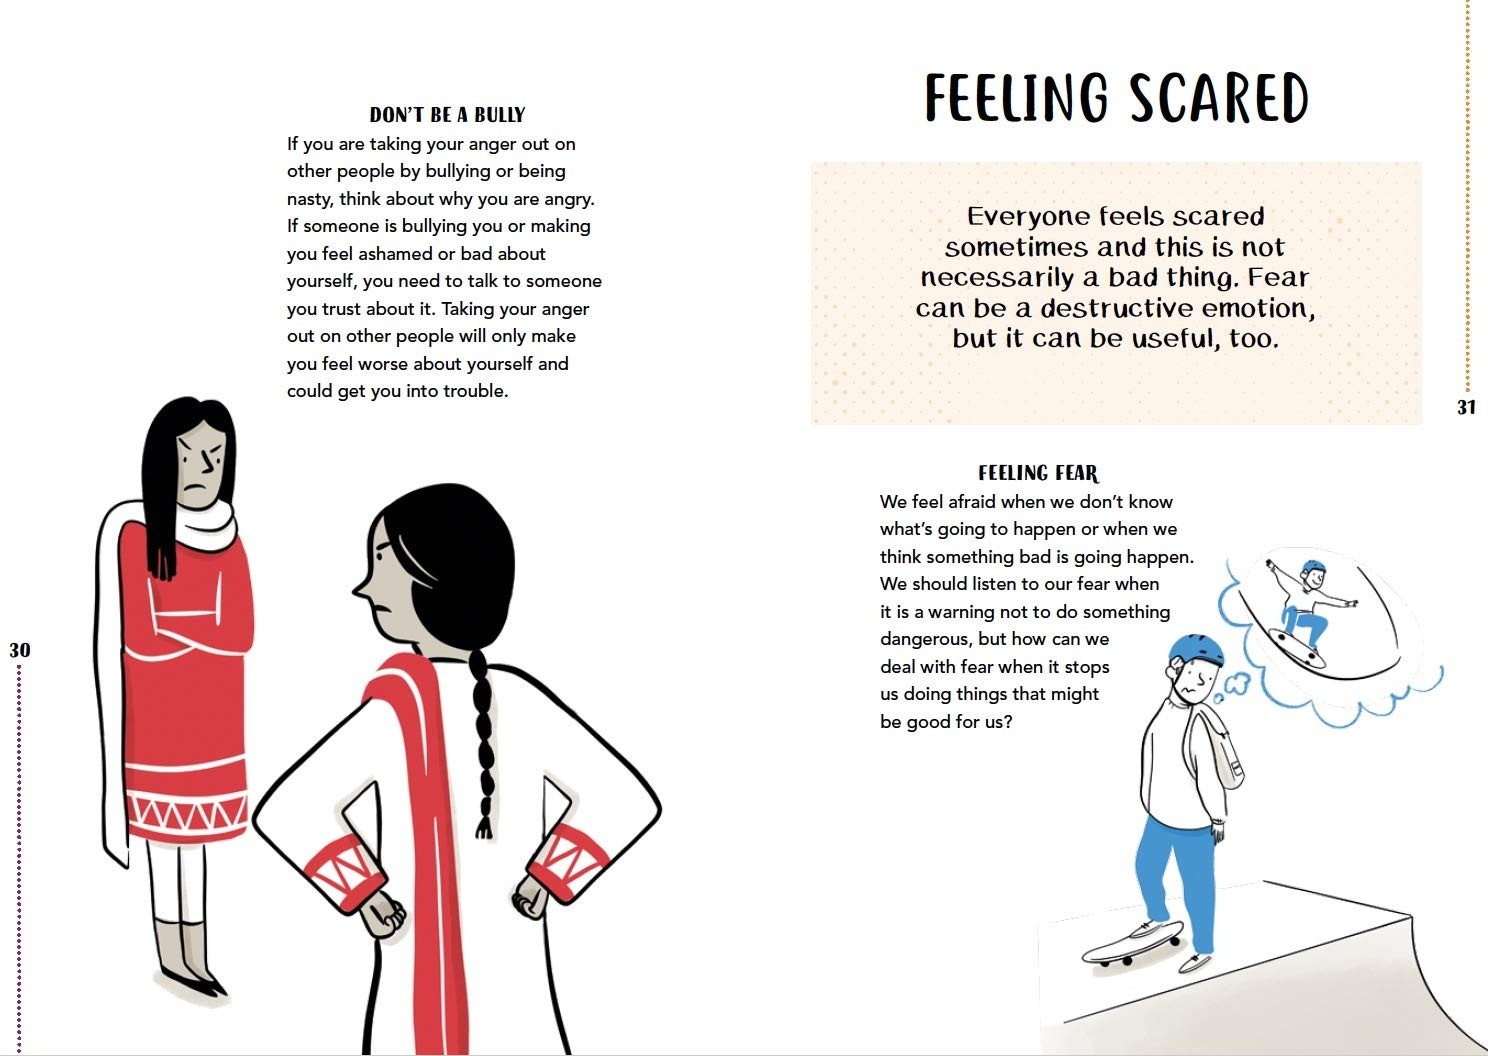 DON'T BE A BULLY
If you are taking your anger out on
other people by bullying or being
nasty, think about why you are angry.
If someone is bullying you or making
you feel ashamed or bad about
yourself, you need to talk to someone
you trust about it. Taking your anger
out on other people will only make
you feel worse about yourself and
could get you into trouble.
30
FEELING SCARED
Everyone feels scared
sometimes and this is not
necessarily a bad thing. Fear
can be a destructive emotion,
but it can be useful, too.
31
FEELING FEAR
We feel afraid when we don't know
what's going to happen or when we
think something bad is going happen.
We should listen to our fear when
it is a warning not to do something
dangerous, but how can we
deal with fear when it stops
us doing things that might
be good for us?